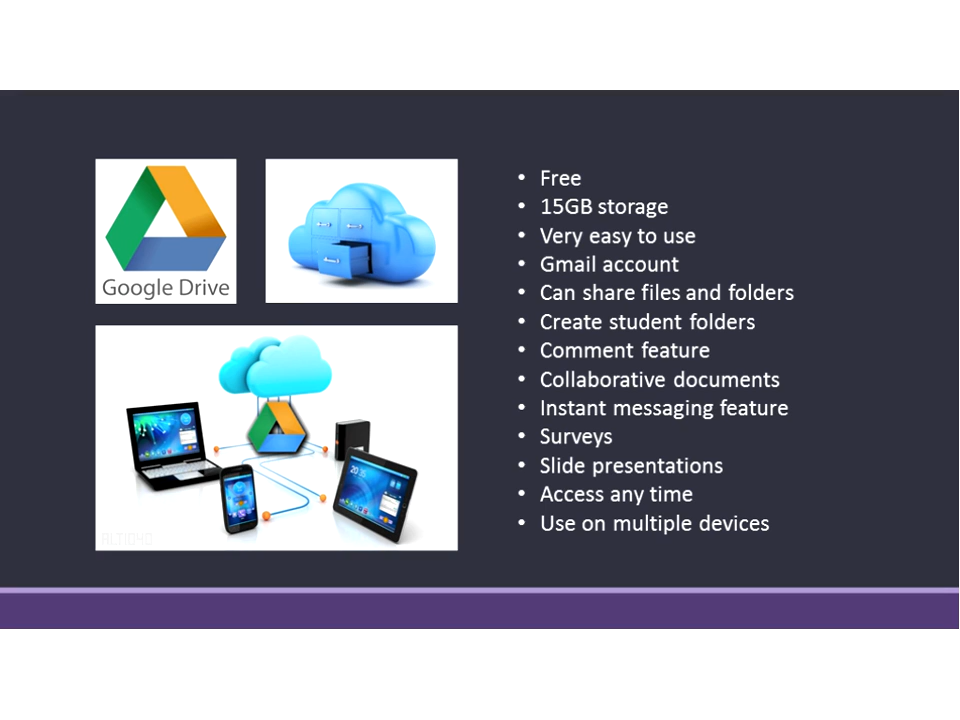 Google Drive
• Free
• 15GB storage
• Very easy to use
• Gmail account
• Can share files and folders
• Create student folders
• Comment feature
• Collaborative documents
• Instant messaging feature
• Surveys
• Slide presentations
• Access any time
• Use on multiple devices